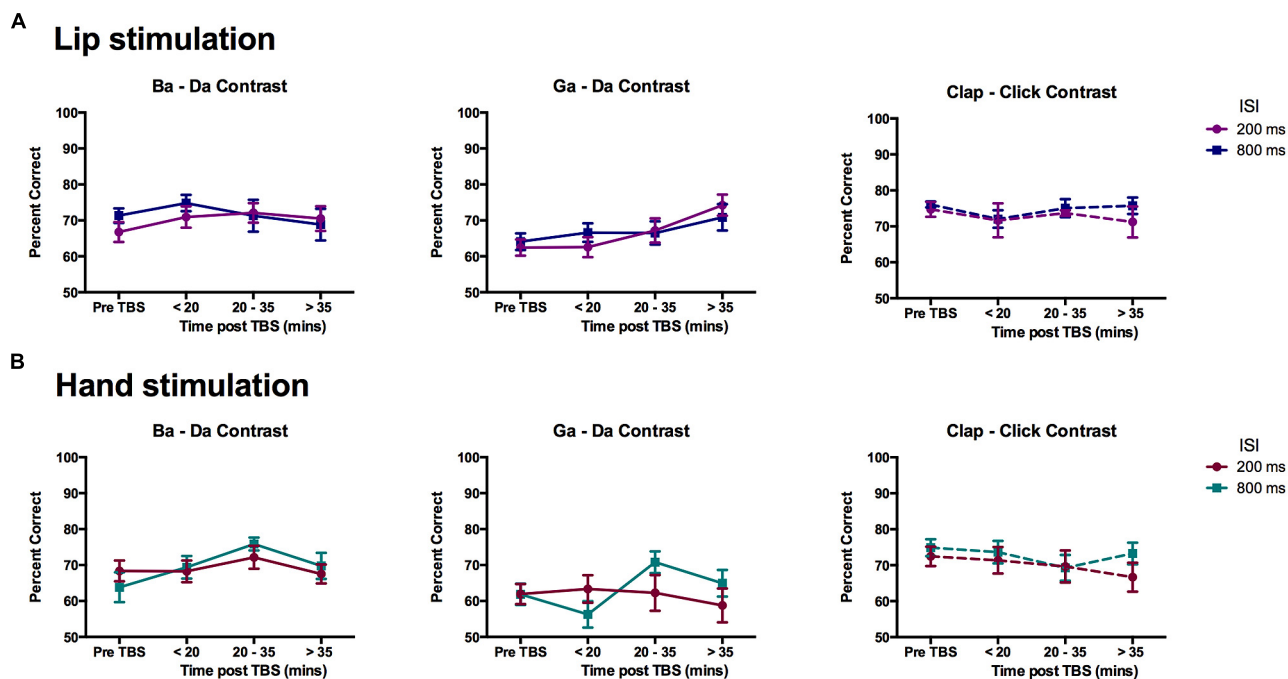 A
Lip stimulation
Ba - Da Contrast
100
90
80
70
60
50
Percent Correct
Pre TBS < 20 20 - 35 > 35
Time post TBS (mins)
Ga - Da Contrast
100
90
80
70
60
50
Percent Correct
Pre TBS < 20 20 - 35 > 35
Time post TBS (mins)
Clap - Click Contrast
100
90
80
70
60
50
Percent Correct
Pre TBS < 20 20 - 35 > 35
Time post TBS (mins)
ISI
200 ms
800 ms
B
Hand stimulation
Ba - Da Contrast
100
90
80
70
60
50
Percent Correct
Pre TBS < 20 20 - 35 > 35
Time post TBS (mins)
Ga - Da Contrast
100
90
80
70
60
50
Percent Correct
Pre TBS < 20 20 - 35 > 35
Time post TBS (mins)
Clap - Click Contrast
100
90
80
70
60
50
Percent Correct
Pre TBS < 20 20 - 35 > 35
Time post TBS (mins)
ISI
200 ms
800 ms